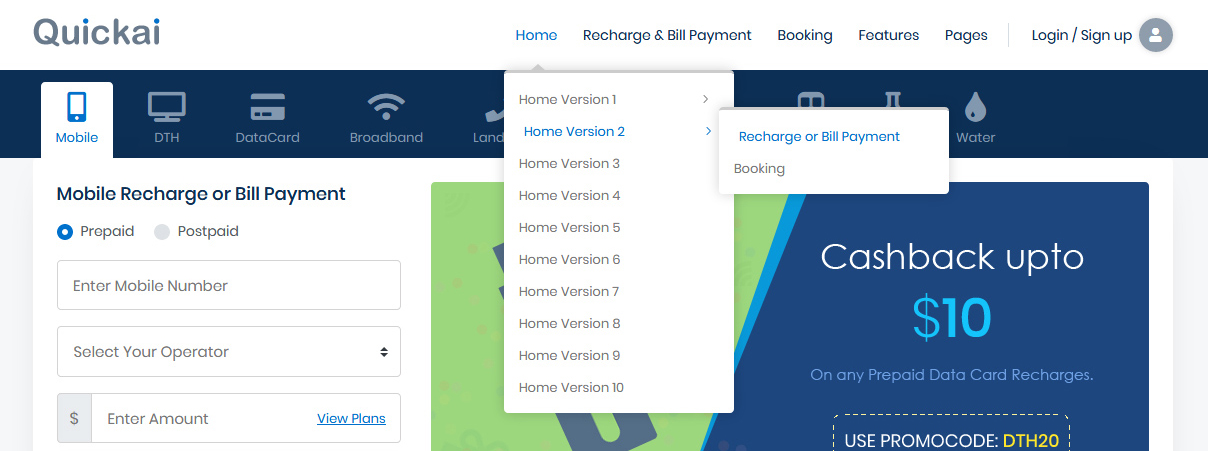 Quickai
Home
Recharge & Bill Payment
Booking
Features
Pages
Login / Sign up
Mobile
DTH
DataCard
Broadband
Water
Home Version 1
Home Version 2
Home Version 3
Home Version 4
Home Version 5
Home Version 6
Home Version 7
Home Version 8
Home Version 9
Home Version 10
Recharge or Bill Payment
Booking
Mobile Recharge or Bill Payment
Prepaid
Postpaid
Enter Mobile Number
Select Your Operator
$
Enter Amount
View Plans
Cashback upto
$10
On any Prepaid Data Card Recharges.
USE PROMOCODE: DTH20